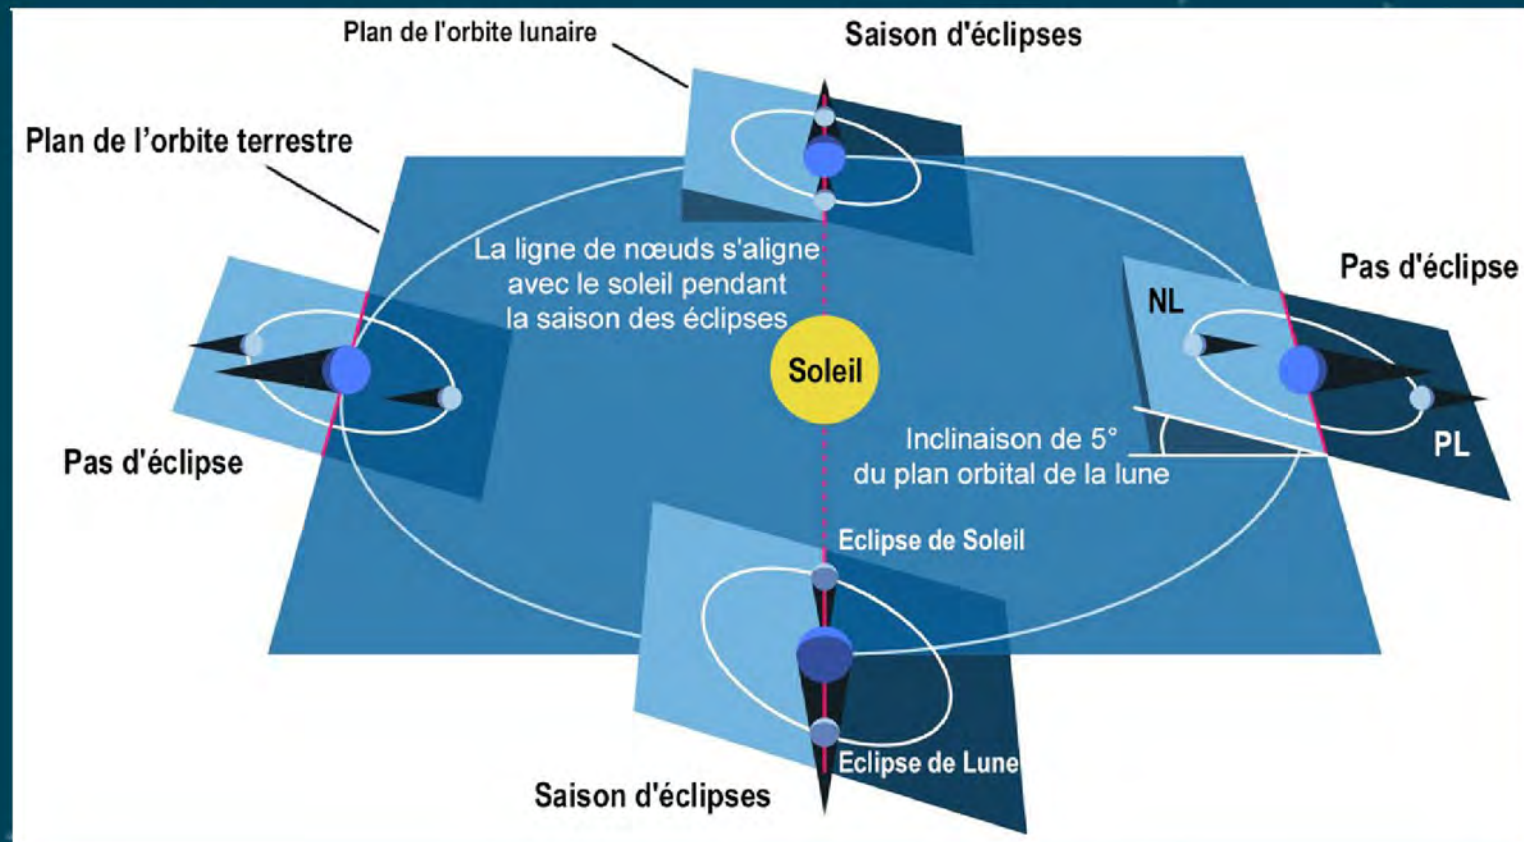 Plan de l'orbite lunaire
Saison d'éclipses
Plan de l’orbite terrestre
La ligne de nœuds s'aligne
avec le soleil pendant
la saison des éclipses
Pas d'éclipse
NL
Soleil
Inclinaison de 5°
du plan orbital de la lune
PL
Pas d'éclipse
Eclipse de Soleil
Eclipse de Lune
Saison d'éclipses